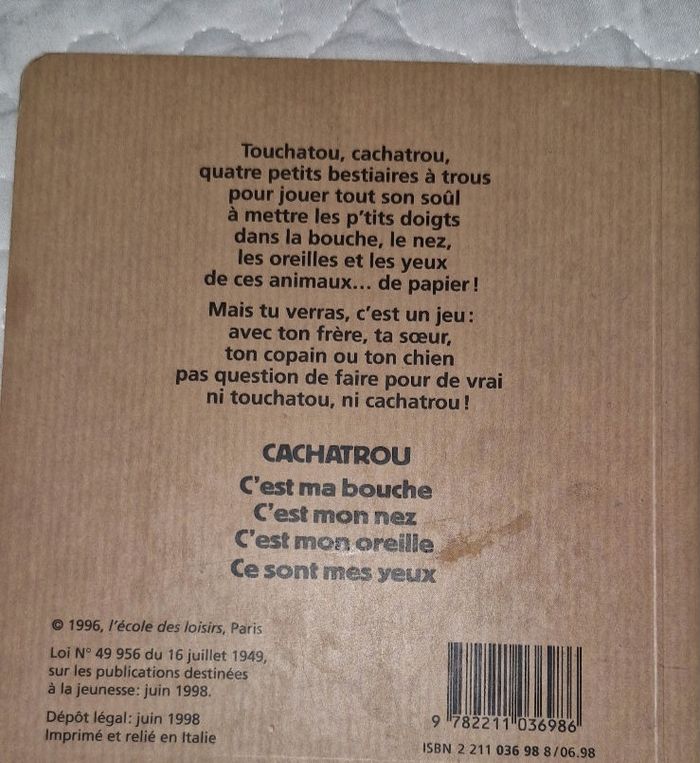 Touchatou, cachatrou,
quatre petits bestiaires à trous
pour jouer tout son soûl
à mettre les p'tits doigts
dans la bouche, le nez,
les oreilles et les yeux
de ces animaux... de papier !
Mais tu verras, c'est un jeu :
avec ton frère, ta sœur,
ton copain ou ton chien
pas question de faire pour de vrai
ni touchatou, ni cachatrou !
CACHATROU
C'est ma bouche
C'est mon nez
C'est mon oreille
Ce sont mes yeux
© 1996, l'école des loisirs, Paris
Loi N° 49 956 du 16 juillet 1949,
sur les publications destinées
à la jeunesse: juin 1998.
Dépôt légal: juin 1998
Imprimé et relié en Italie
9 782211 036986
ISBN 2 211 036 98 8/06.98